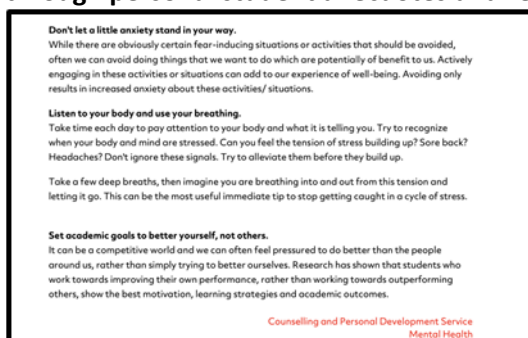 Don't let a little anxiety stand in your way.
While there are obviously certain fear-inducing situations or activities that should be avoided,
often we can avoid doing things that we want to do which are potentially of benefit to us. Actively
engaging in these activities or situations can add to our experience of well-being. Avoiding only
results in increased anxiety about these activities/ situations.
Listen to your body and use your breathing.
Take time each day to pay attention to your body and what it is telling you. Try to recognize
when your body and mind are stressed. Can you feel the tension of stress building up? Sore back?
Headaches? Don't ignore these signals. Try to alleviate them before they build up.
Take a few deep breaths, then imagine you are breathing into and out from this tension and
letting it go. This can be the most useful immediate tip to stop getting caught in a cycle of stress.
Set academic goals to better yourself, not others.
It can be a competitive world and we can often feel pressured to do better than the people
around us, rather than simply trying to better ourselves. Research has shown that students who
work towards improving their own performance, rather than working towards outperforming
others, show the best motivation, learning strategies and academic outcomes.
Counselling and Personal Development Service
Mental Health